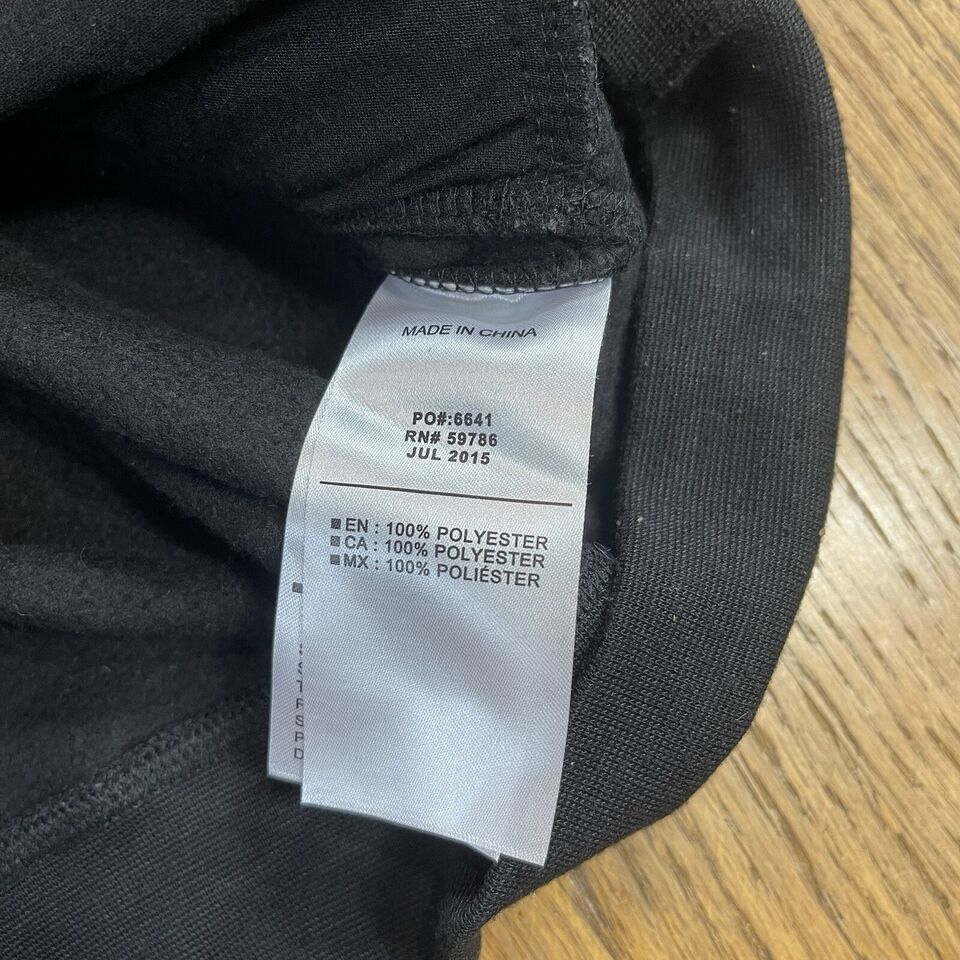 MADE IN CHINA
PO#:6641
RN# 59786
JUL 2015
■ EN : 100% POLYESTER
■ CA : 100% POLYESTER
■ MX : 100% POLIÉSTER